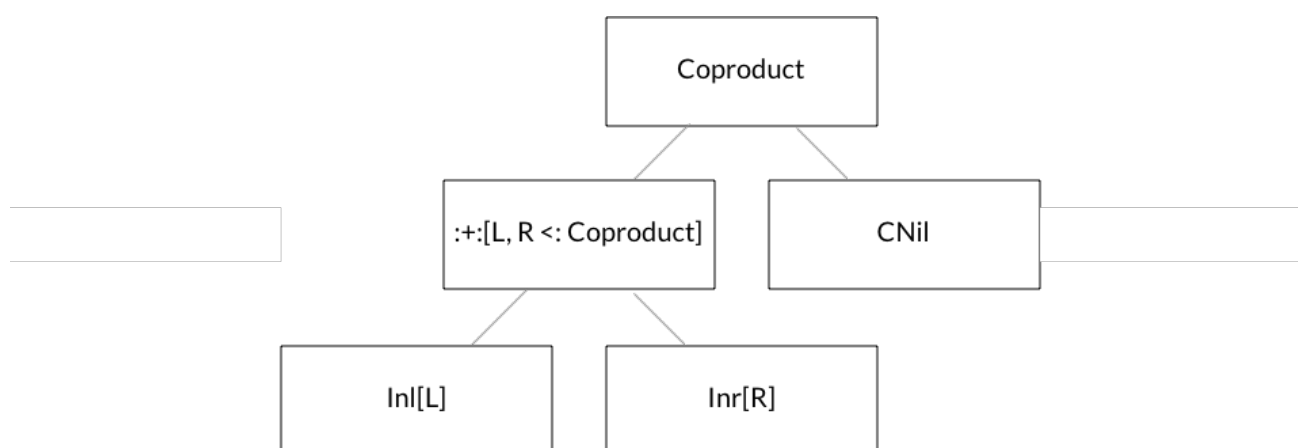 Coproduct
:+:[L, R <: Coproduct]
CNil
Inl[L]
Inr[R]